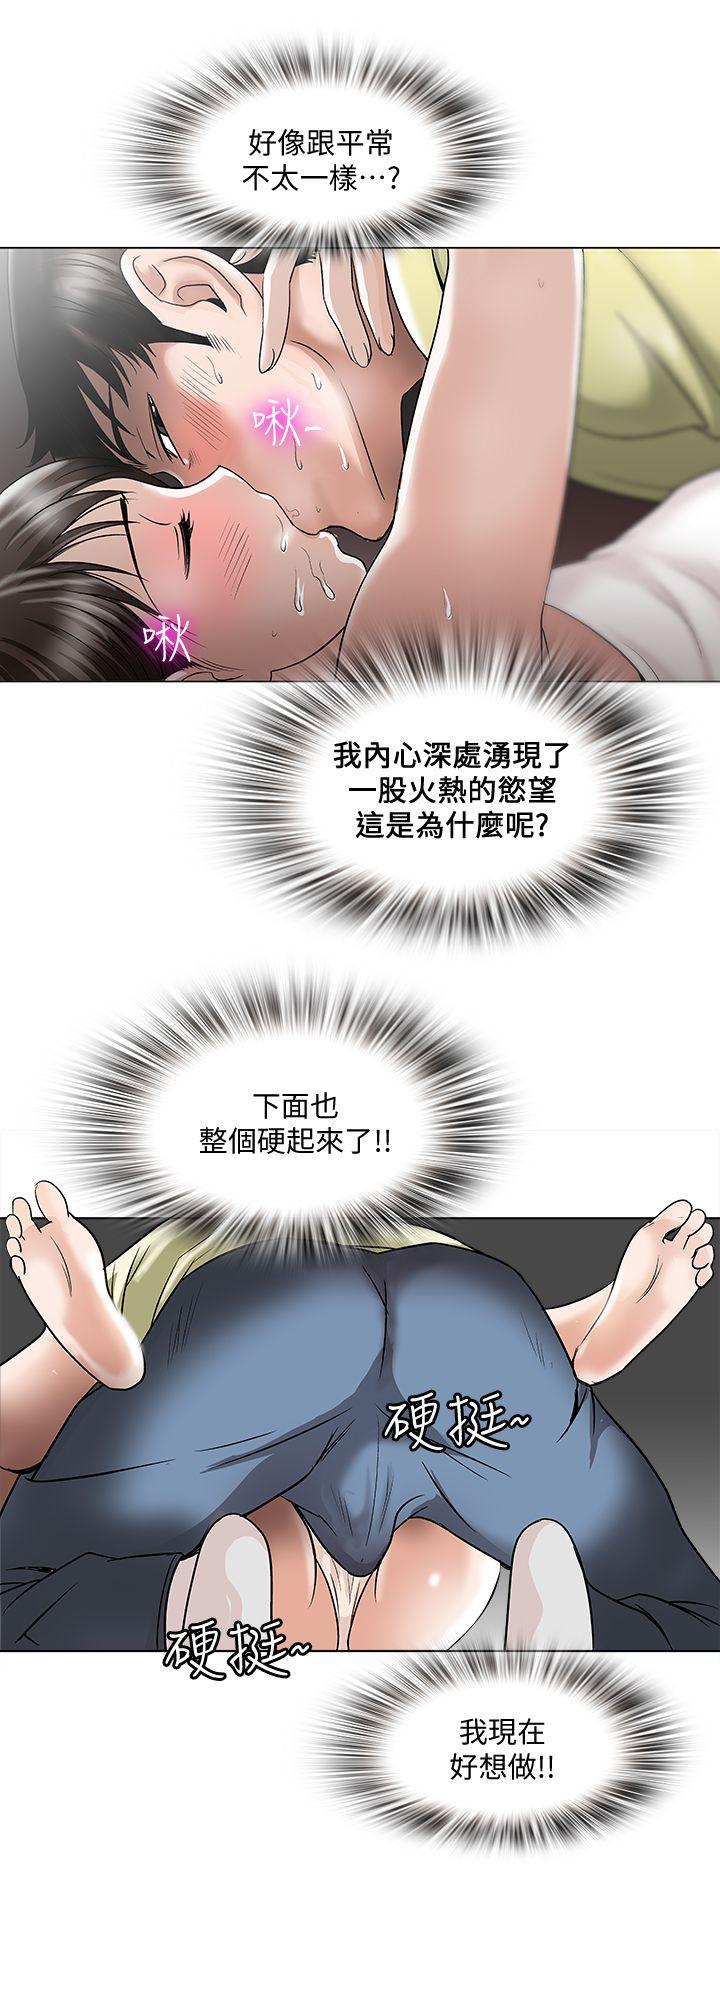 好像跟平常
不太一樣…?
啾~
啾
我內心深處湧現了
一股火熱的慾望
這是為什麼呢?
下面也
整個硬起來了!!
硬挺~
硬挺~
我現在
好想做!!